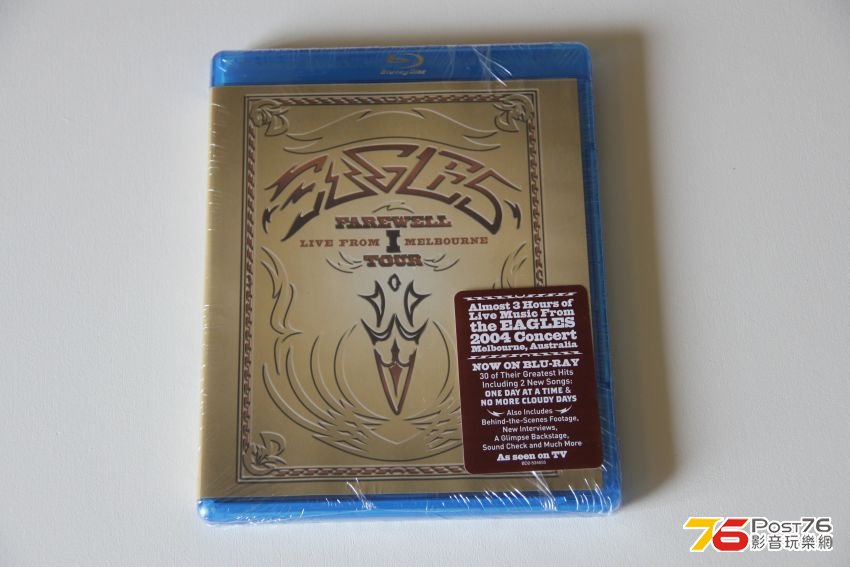 Blu-ray Disc
EAGLES
FAREWELL
LIVE FROM I MELBOURNE
TOUR
Almost 3 Hours of
Live Music From
the EAGLES
2004 Concert
Melbourne, Australia
NOW ON BLU-RAY
30 of Their Greatest Hits
Including 2 New Songs:
ONE DAY AT A TIME &
NO MORE CLOUDY DAYS
Also Includes
Behind-the-Scenes Footage,
New Interviews,
A Glimpse Backstage,
Sound Check and Much More
As seen on TV
76 POST76
影音玩樂網